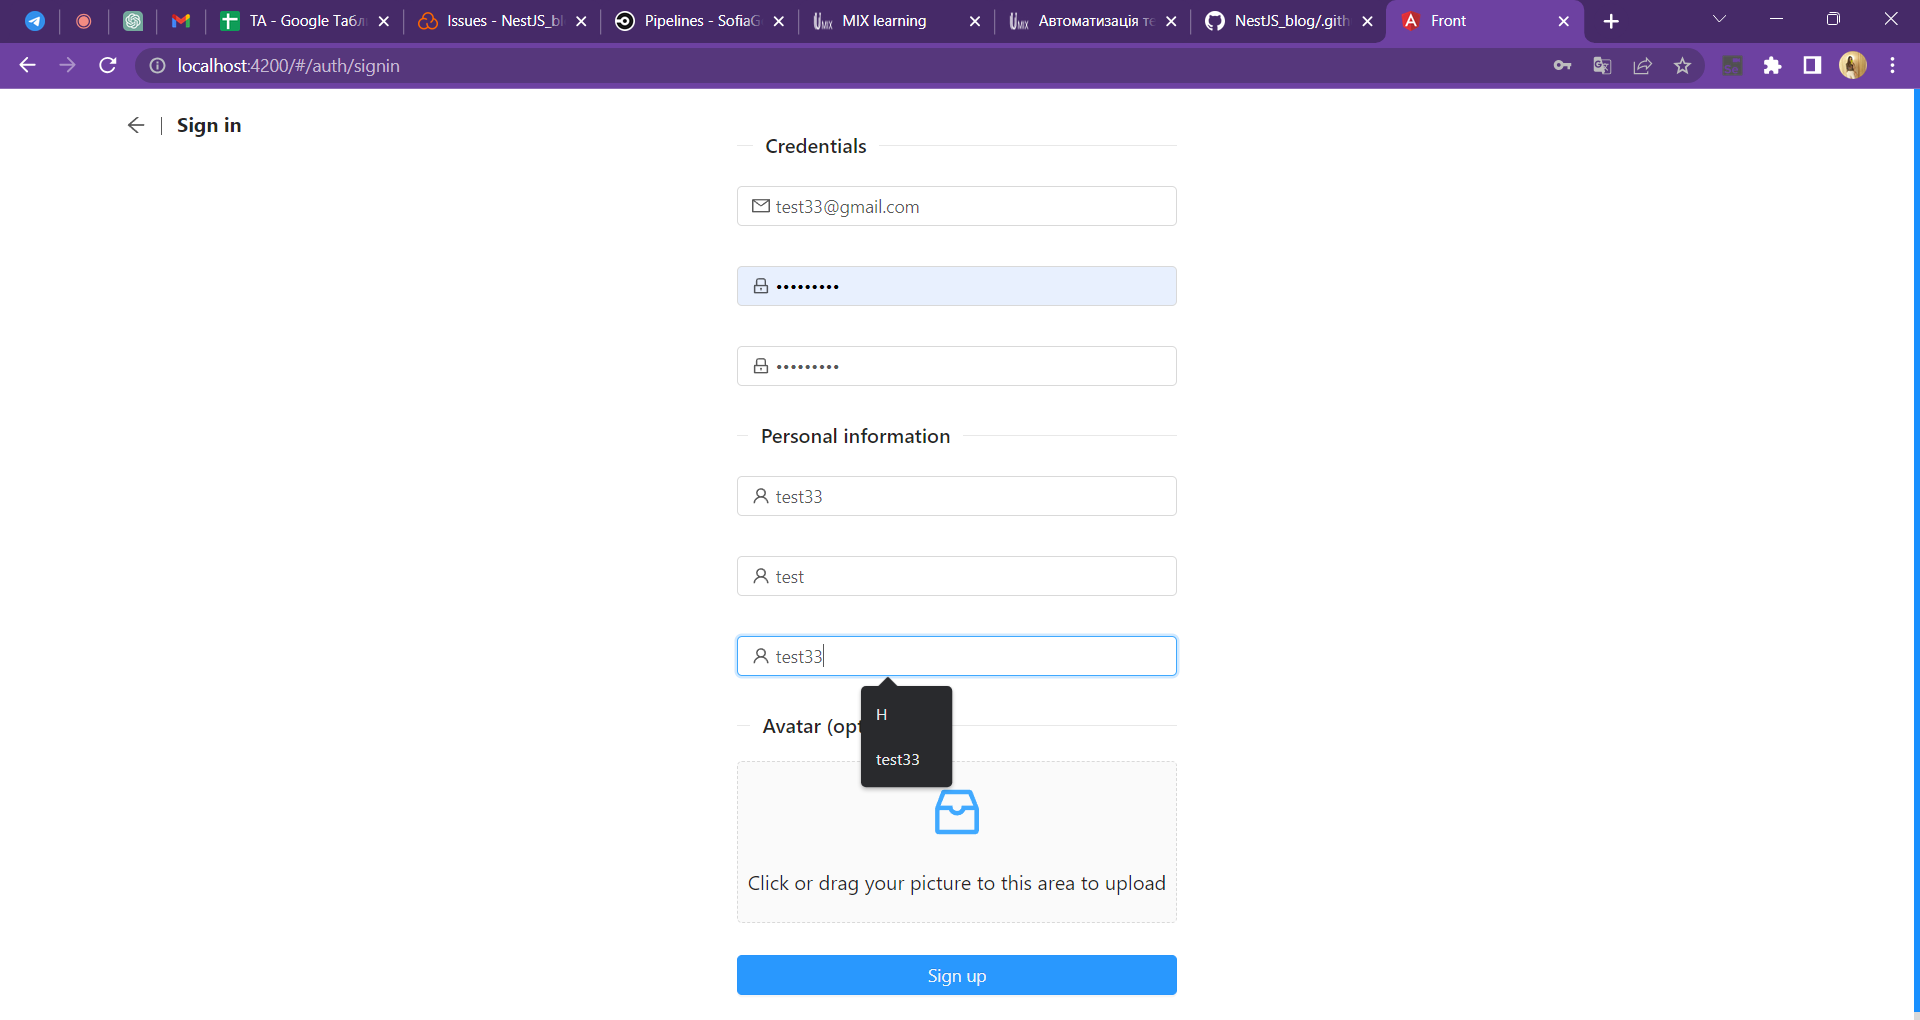 TA - Google Табл
Issues - NestJS_bl
Pipelines - SofiaG
MIX learning
Автоматизація те
NestJS_blog/.gith
Front
localhost:4200/#/auth/signin
Sign in
Credentials
test33@gmail.com
•••••••••
•••••••••
Personal information
test33
test
test33
H
test33
Avatar (opt
Click or drag your picture to this area to upload
Sign up